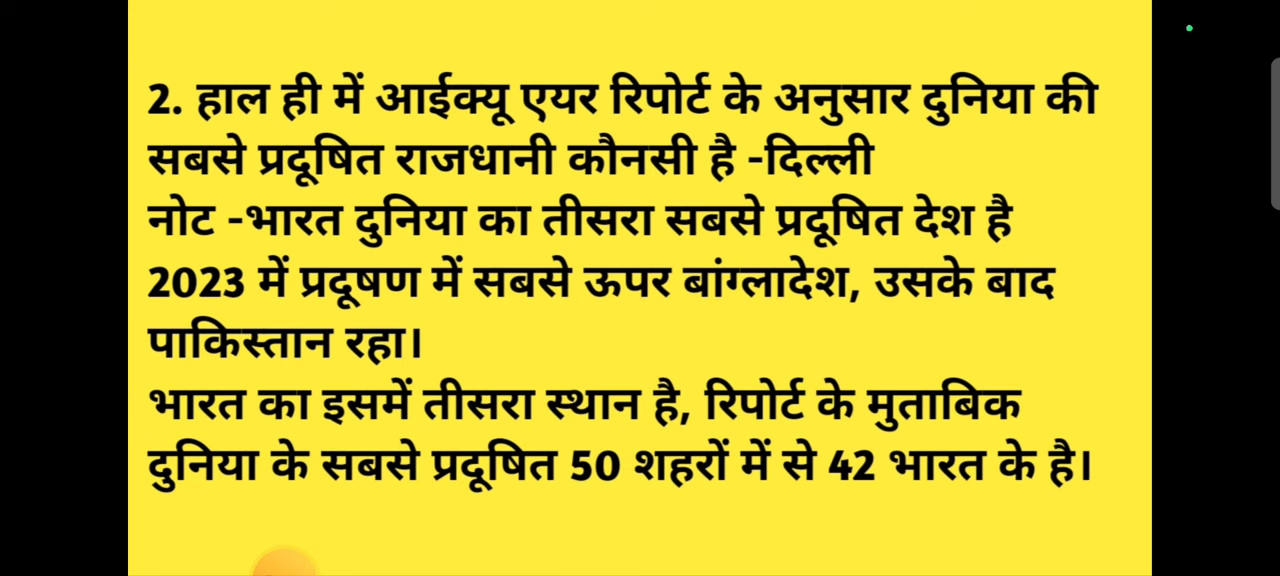 2. हाल ही में आईक्यू एयर रिपोर्ट के अनुसार दुनिया की
सबसे प्रदूषित राजधानी कौनसी है -दिल्ली
नोट -भारत दुनिया का तीसरा सबसे प्रदूषित देश है
2023 में प्रदूषण में सबसे ऊपर बांग्लादेश, उसके बाद
पाकिस्तान रहा।
भारत का इसमें तीसरा स्थान है, रिपोर्ट के मुताबिक
दुनिया के सबसे प्रदूषित 50 शहरों में से 42 भारत के है।